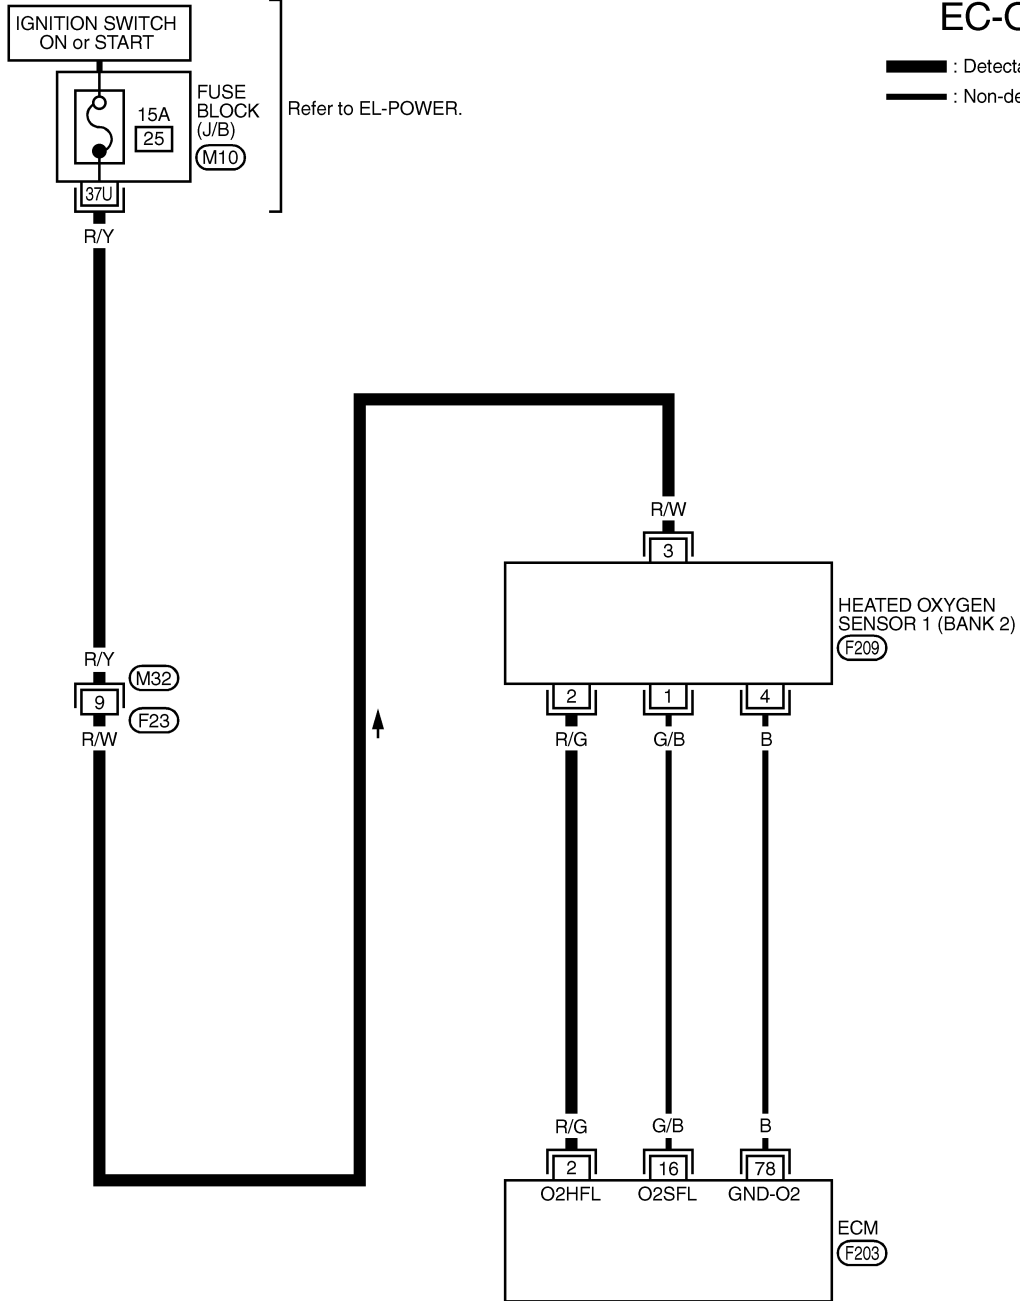 EC-O
IGNITION SWITCH
ON or START
: Detecta
: Non-de
FUSE
BLOCK
(J/B)
M10
15A
25
Refer to EL-POWER.
37U
R/Y
R/W
3
HEATED OXYGEN
SENSOR 1 (BANK 2)
F209
R/Y
M32
9
F23
R/W
2
1
4
R/G
G/B
B
R/G
G/B
B
2
16
78
O2HFL
O2SFL
GND-O2
ECM
F203